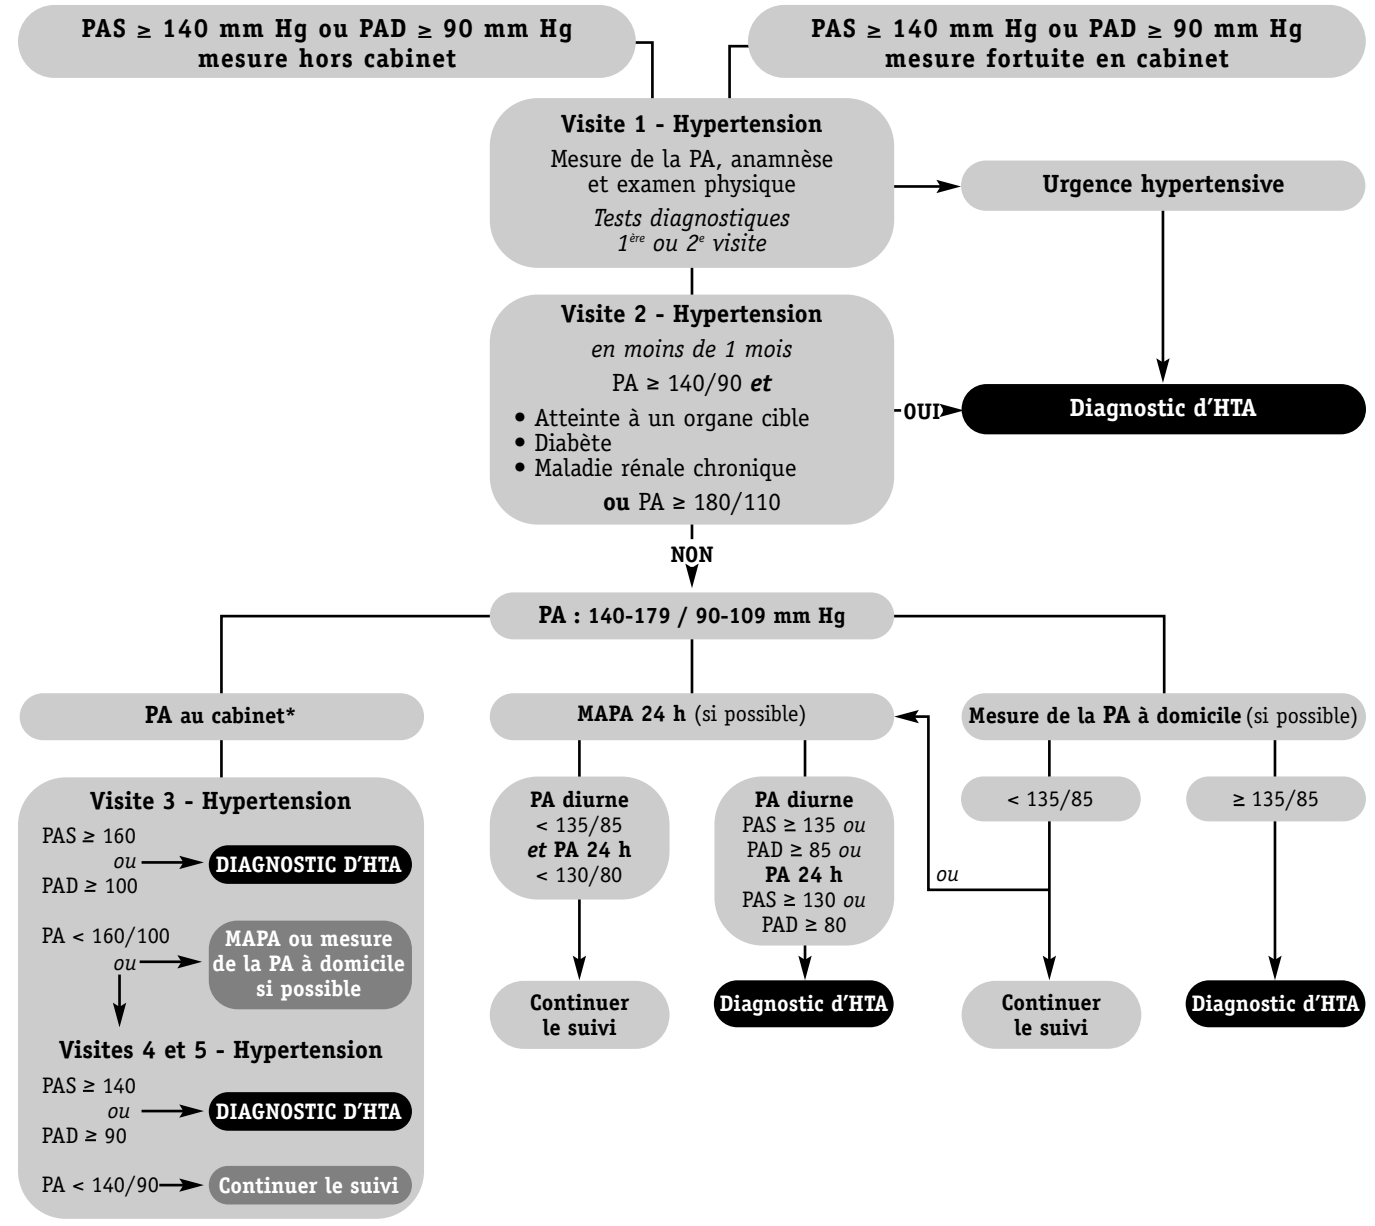 PAS ≥ 140 mm Hg ou PAD ≥ 90 mm Hg
mesure hors cabinet
PAS ≥ 140 mm Hg ou PAD ≥ 90 mm Hg
mesure fortuite en cabinet
Visite 1 - Hypertension
Mesure de la PA, anamnèse
et examen physique
Tests diagnostiques
1ère ou 2e visite
Urgence hypertensive
Visite 2 - Hypertension
en moins de 1 mois
PA ≥ 140/90 et
• Atteinte à un organe cible
• Diabète
• Maladie rénale chronique
ou PA ≥ 180/110
OUI
Diagnostic d'HTA
NON
PA : 140-179 / 90-109 mm Hg
PA au cabinet*
Visite 3 - Hypertension
PAS ≥ 160
ou
PAD ≥ 100
DIAGNOSTIC D'HTA
PA < 160/100
ou
MAPA ou mesure
de la PA à domicile
si possible
Visites 4 et 5 - Hypertension
PAS ≥ 140
ou
PAD ≥ 90
DIAGNOSTIC D'HTA
PA < 140/90
Continuer le suivi
MAPA 24 h (si possible)
PA diurne
< 135/85
et PA 24 h
< 130/80
Continuer
le suivi
PA diurne
PAS ≥ 135 ou
PAD ≥ 85 ou
PA 24 h
PAS ≥ 130 ou
PAD ≥ 80
Diagnostic d'HTA
Mesure de la PA à domicile (si possible)
< 135/85
ou
Continuer
le suivi
≥ 135/85
Diagnostic d'HTA